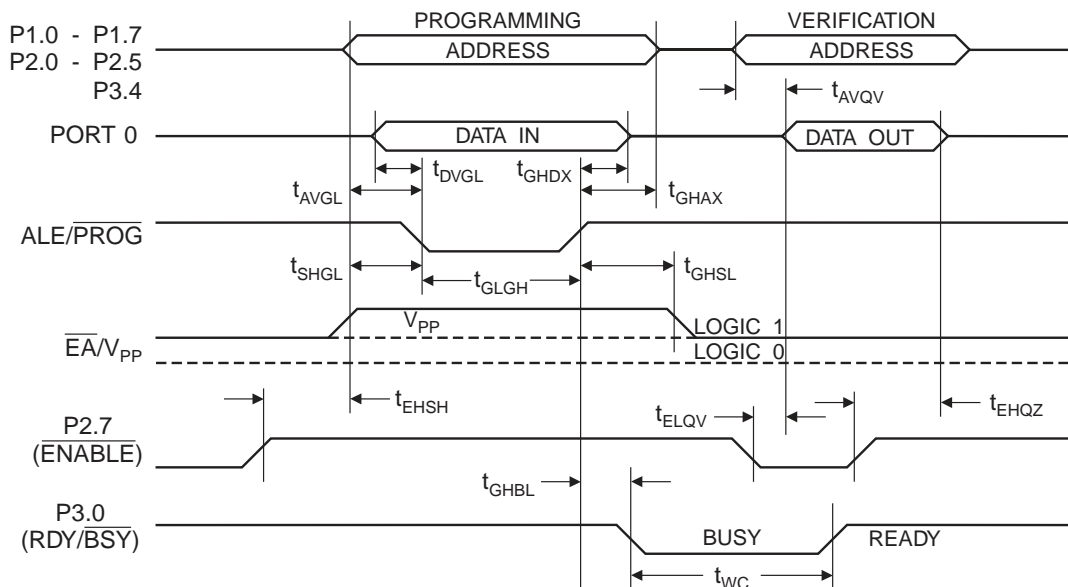 PROGRAMMING
VERIFICATION
P1.0 - P1.7
P2.0 - P2.5
P3.4
ADDRESS
ADDRESS
tAVQV
PORT 0
DATA IN
DATA OUT
tDVGL
tGHDX
tAVGL
tGHAX
ALE/PROG
tSHGL
tGLGH
tGHSL
VPP
LOGIC 1
EA/VPP
LOGIC 0
tEHSH
tELQV
tEHQZ
P2.7
(ENABLE)
tGHBL
P3.0
(RDY/BSY)
BUSY
READY
tWC